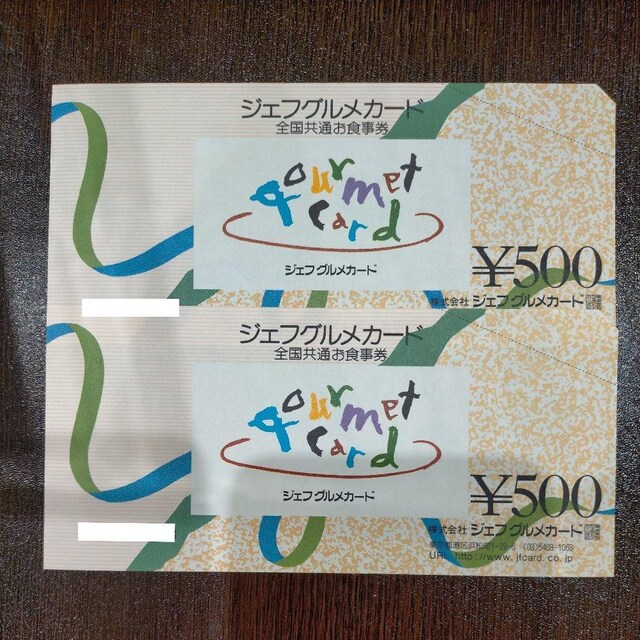 ジェフグルメカード
全国共通お食事券
gourmet
card
ジェフグルメカード
¥500
株式会社 ジェフグルメカード
ジェフグルメカード
全国共通お食事券
gourmet
card
ジェフグルメカード
¥500
株式会社 ジェフグルメカード
URL http://www.jfcard.co.jp